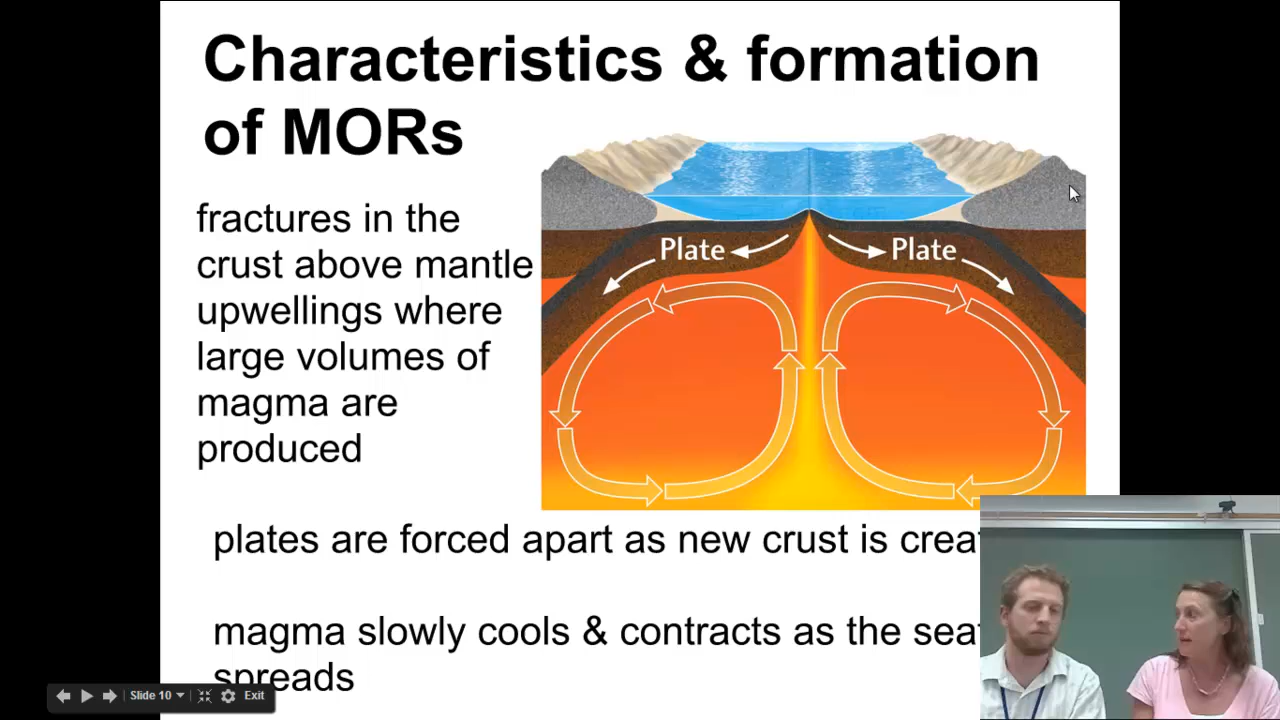 Characteristics & formation
of MORs
fractures in the
crust above mantle
upwellings where
large volumes of
magma are
produced
Plate
Plate
plates are forced apart as new crust is crea
magma slowly cools & contracts as the sea
spreads
Slide 10
Exit